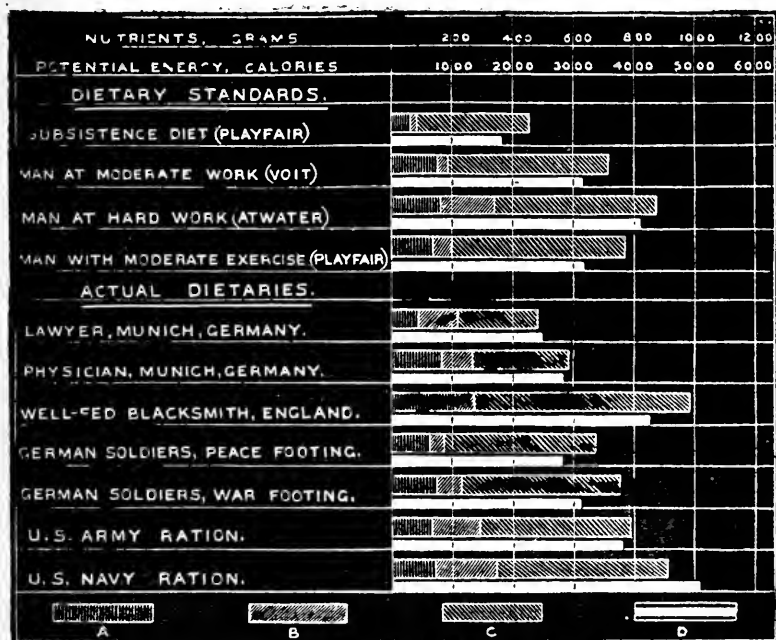 NUTRIENTS, GRAMS 200 400 600 800 1000 1200
POTENTIAL ENERGY, CALORIES 1000 2000 3000 4000 5000 6000
DIETARY STANDARDS.
SUBSISTENCE DIET (PLAYFAIR)
MAN AT MODERATE WORK (VOIT)
MAN AT HARD WORK (ATWATER)
MAN WITH MODERATE EXERCISE (PLAYFAIR)
ACTUAL DIETARIES.
LAWYER, MUNICH, GERMANY.
PHYSICIAN, MUNICH, GERMANY.
WELL-FED BLACKSMITH, ENGLAND.
GERMAN SOLDIERS, PEACE FOOTING.
GERMAN SOLDIERS, WAR FOOTING.
U.S. ARMY RATION.
U.S. NAVY RATION.
A B C D